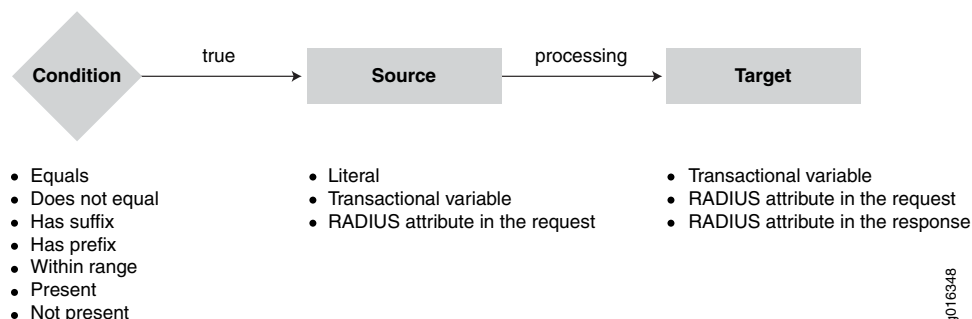 true
processing
Condition
Source
Target
• Equals
• Does not equal
• Has suffix
• Has prefix
• Within range
• Present
• Not present
• Literal
• Transactional variable
• RADIUS attribute in the request
• Transactional variable
• RADIUS attribute in the request
• RADIUS attribute in the response
g016348